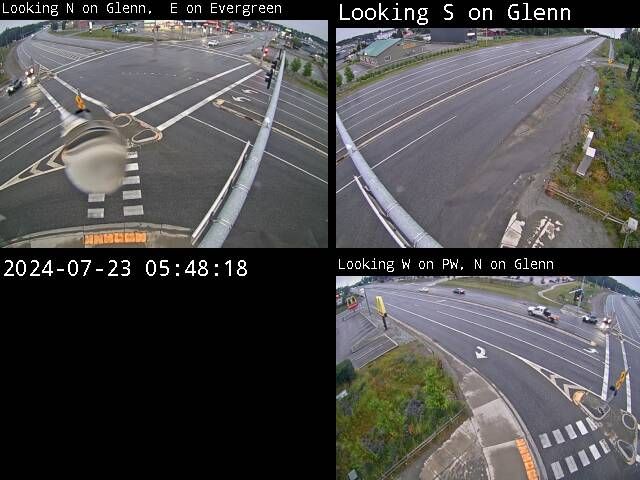 Looking N on Glenn,  E on Evergreen
Looking S on Glenn
2024-07-23 05:48:18
Looking W on PW, N on Glenn